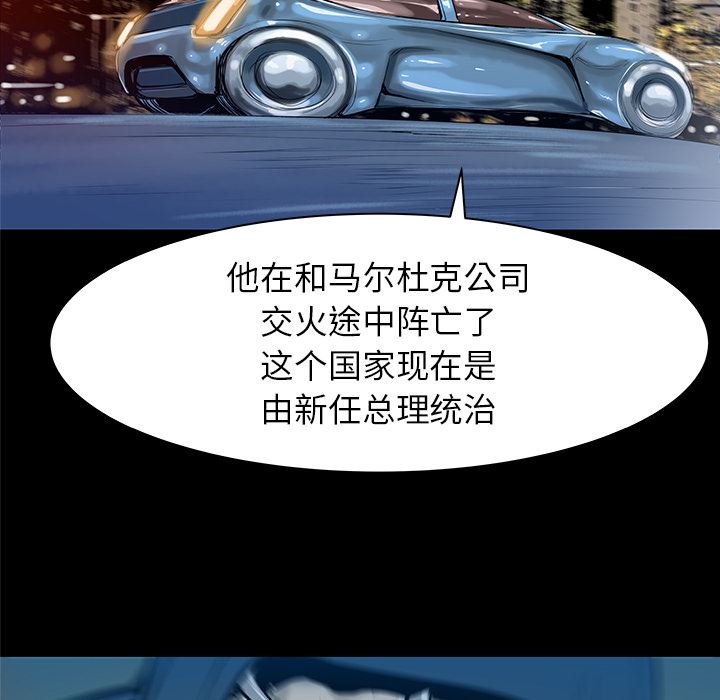 他在和马尔杜克公司
交火途中阵亡了
这个国家现在是
由新任总理统治